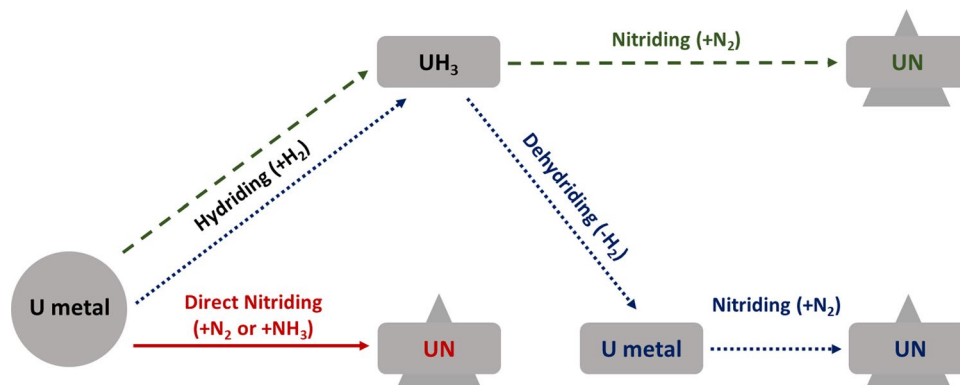 Nitriding (+N₂)
UH₃
UN
Hydriding (+H₂)
Dehydriding (-H₂)
U metal
Direct Nitriding
(+N₂ or +NH₃)
UN
U metal
Nitriding (+N₂)
UN